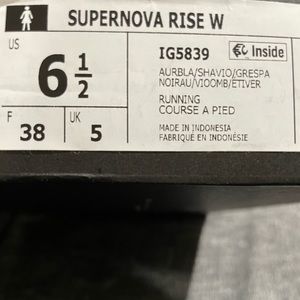 SUPERNOVA RISE W
US
6 1/2
IG5839
Inside
AURBLA/SHAVIO/GRESPA
NOIRAU/VIOOMB/ETIVER
RUNNING
COURSE A PIED
F
38
UK
5
MADE IN INDONESIA
FABRIQUÉ EN INDONÉSIE